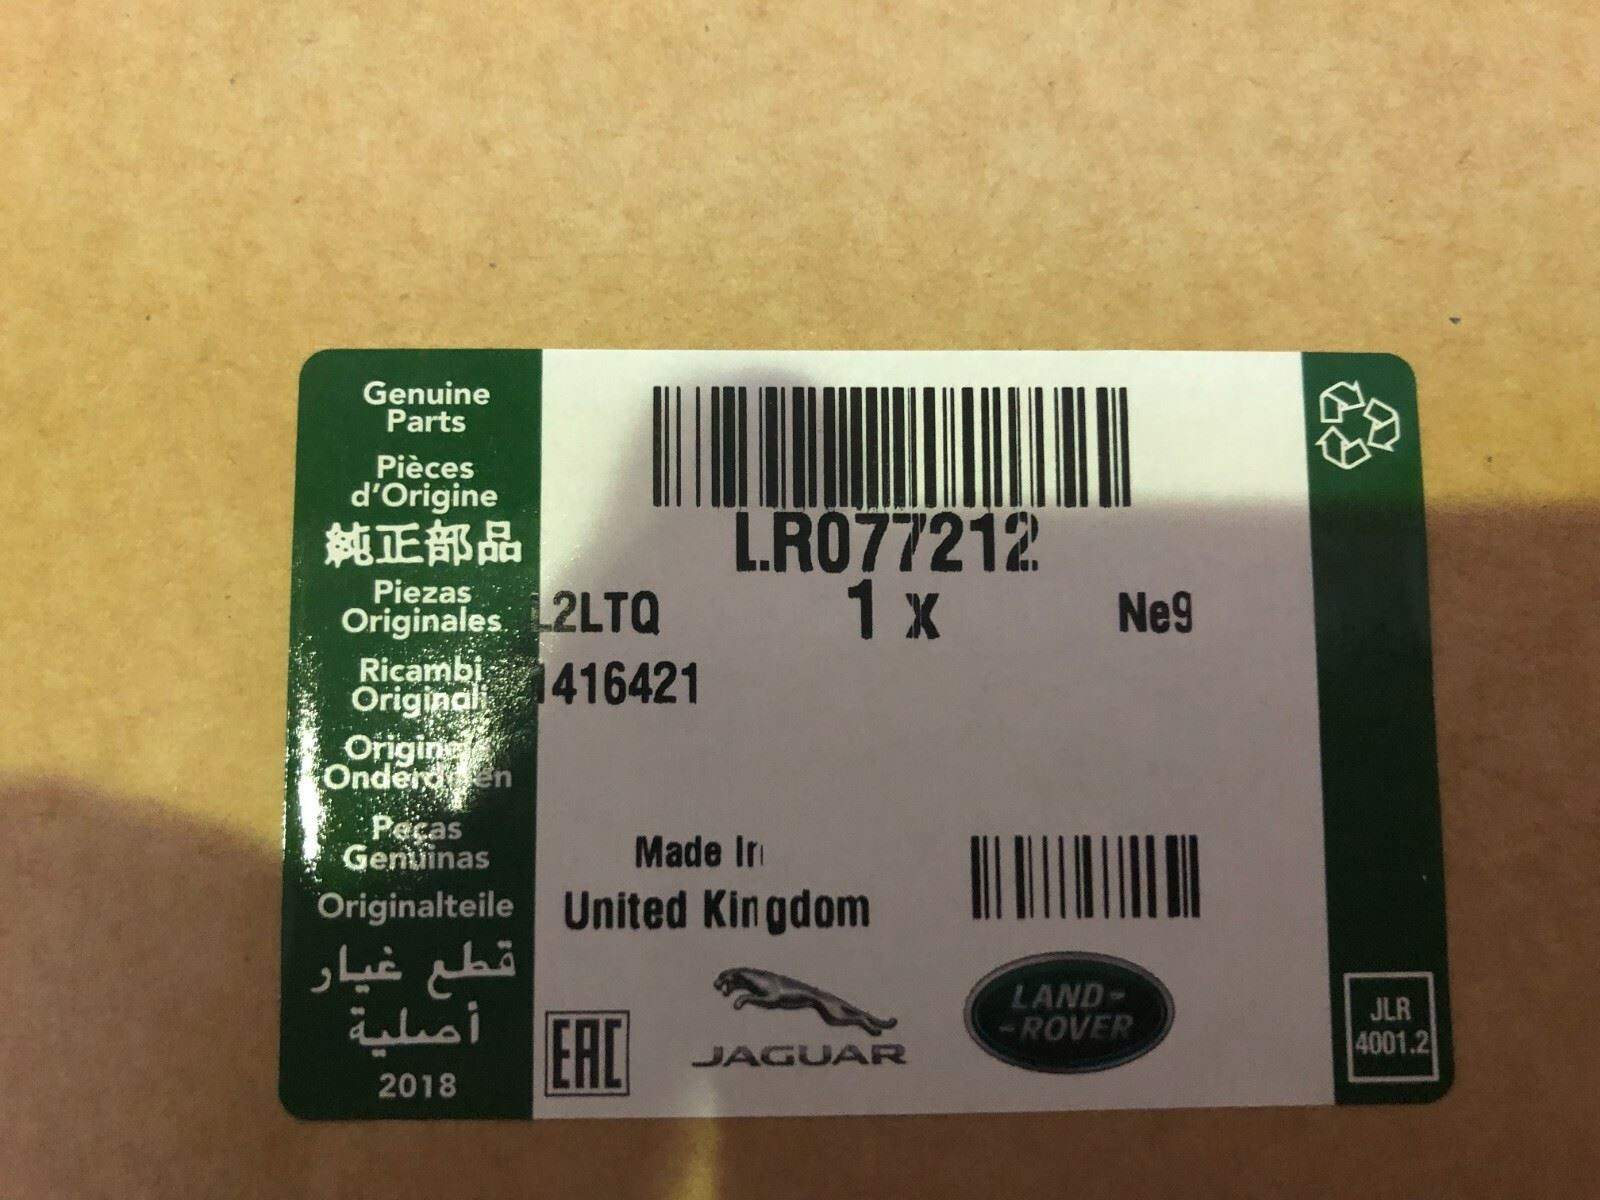 Genuine
Parts
Pièces
d'Origine
純正部品
Piezas
Originales
Ricambi
Originali
Peças
Genuinas
Originalteile
قطع غيار
أصلية
2018
LR077212
L2LTQ 1 x Ne9
1416421
Made In
United Kingdom
EAC
JAGUAR
LAND-
-ROVER
JLR
4001.2